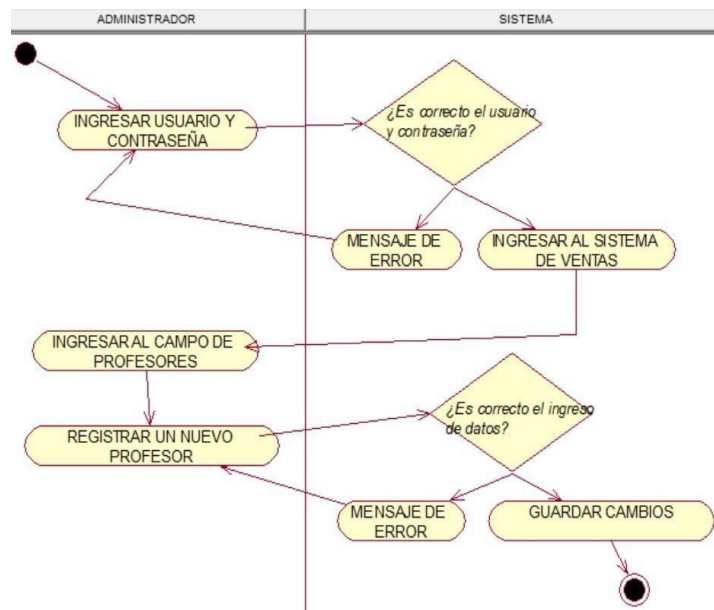 ADMINISTRADOR
SISTEMA
INGRESAR USUARIO Y
CONTRASEÑA
¿Es correcto el usuario
y contraseña?
MENSAJE DE
ERROR
INGRESAR AL SISTEMA
DE VENTAS
INGRESAR AL CAMPO DE
PROFESORES
¿Es correcto el ingreso
de datos?
REGISTRAR UN NUEVO
PROFESOR
MENSAJE DE
ERROR
GUARDAR CAMBIOS